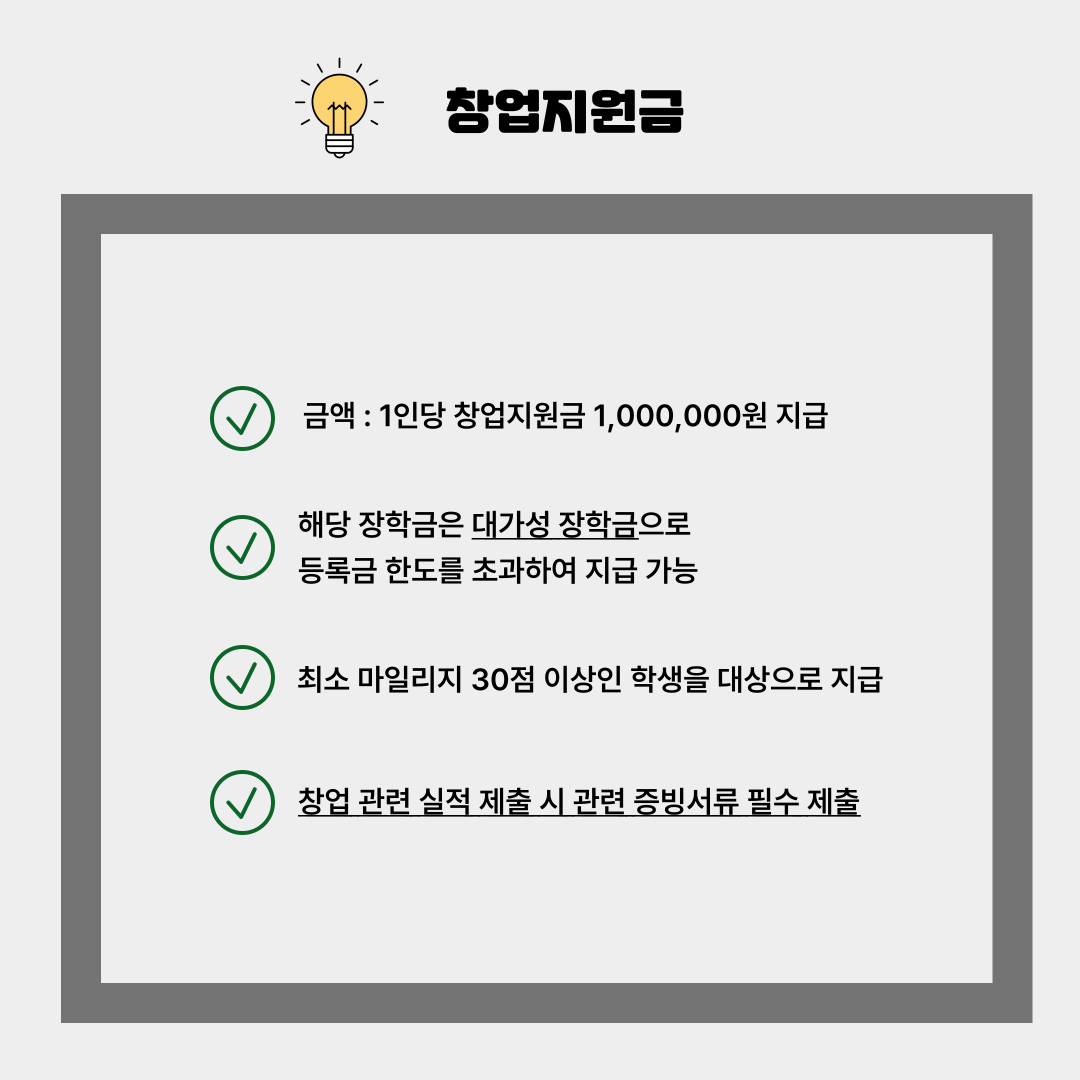 창업지원금
금액 : 1인당 창업지원금 1,000,000원 지급
해당 장학금은 대가성 장학금으로
등록금 한도를 초과하여 지급 가능
최소 마일리지 30점 이상인 학생을 대상으로 지급
창업 관련 실적 제출 시 관련 증빙서류 필수 제출